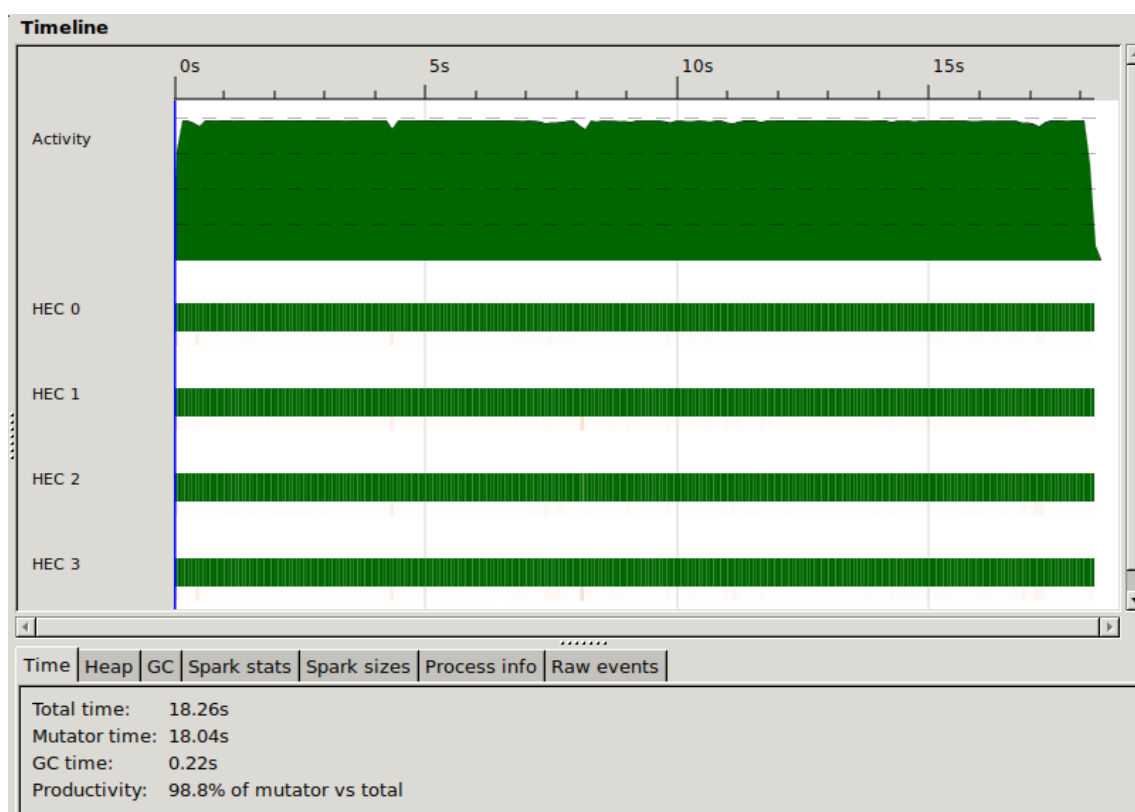 Timeline
0s 5s 10s 15s
Activity
HEC 0
HEC 1
HEC 2
HEC 3
Time Heap GC Spark stats Spark sizes Process info Raw events
Total time: 18.26s
Mutator time: 18.04s
GC time: 0.22s
Productivity: 98.8% of mutator vs total